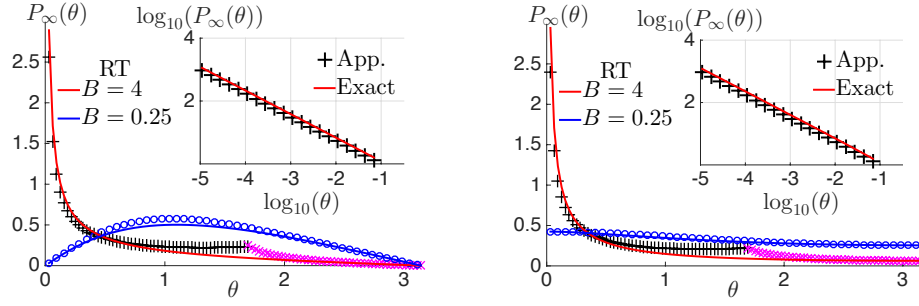 P∞(θ)
log₁₀(P∞(θ))
4
2
+ App.
Exact
-5 -4 -3 -2 -1
log₁₀(θ)
RT
B = 4
B = 0.25
2.5
2
1.5
1
0.5
0
0 1 2 3
θ
P∞(θ)
log₁₀(P∞(θ))
4
2
+ App.
Exact
-5 -4 -3 -2 -1
log₁₀(θ)
RT
B = 4
B = 0.25
2.5
2
1.5
1
0.5
0
0 1 2 3
θ